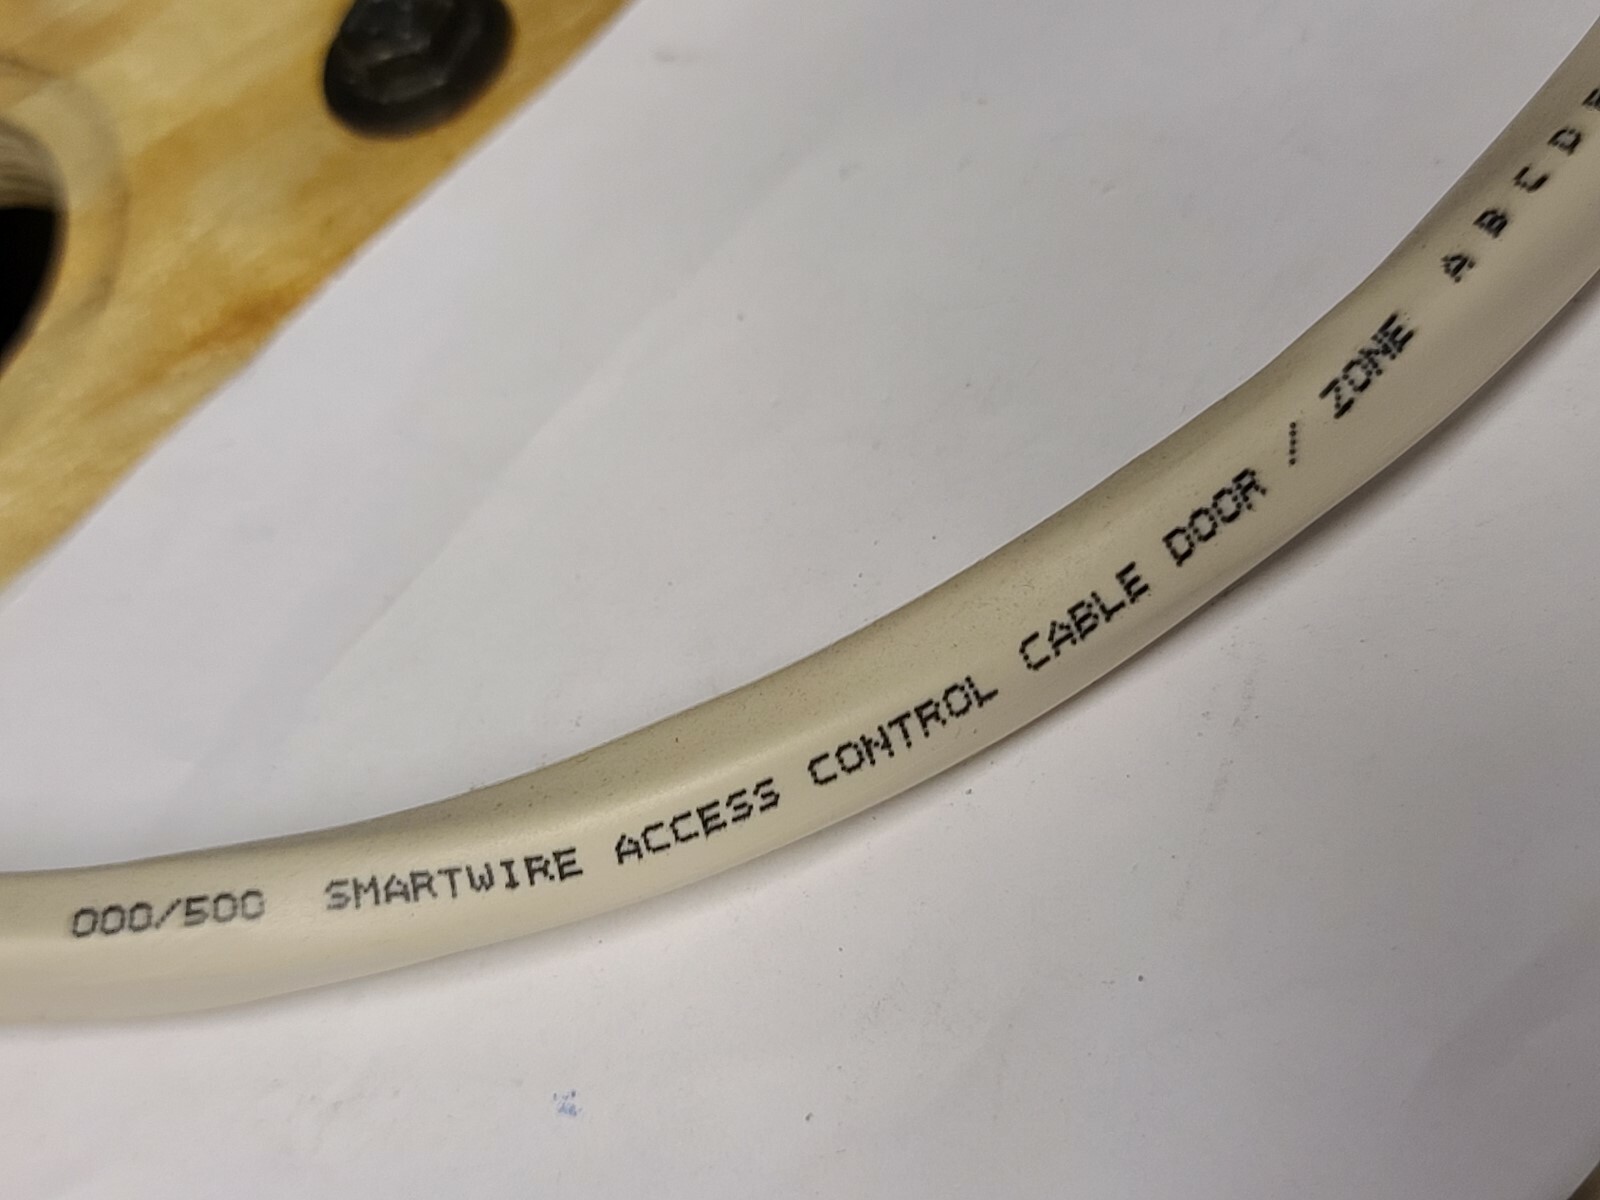 000/500 SMARTWIRE ACCESS CONTROL CABLE DOOR // ZONE A B C D